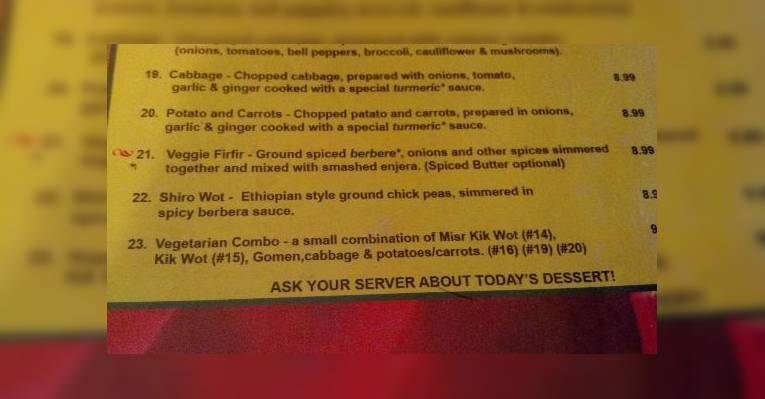 (onions, tomatoes, bell peppers, broccoli, cauliflower & mushrooms).
19. Cabbage - Chopped cabbage, prepared with onions, tomato, 8.99
garlic & ginger cooked with a special turmeric* sauce.
20. Potato and Carrots - Chopped patato and carrots, prepared in onions, 8.99
garlic & ginger cooked with a special turmeric* sauce.
21. Veggie Firfir - Ground spiced berbere*, onions and other spices simmered 8.99
together and mixed with smashed enjera. (Spiced Butter optional)
22. Shiro Wot - Ethiopian style ground chick peas, simmered in 8.9
spicy berbera sauce.
23. Vegetarian Combo - a small combination of Misr Kik Wot (#14), 9
Kik Wot (#15), Gomen,cabbage & potatoes/carrots. (#16) (#19) (#20)
ASK YOUR SERVER ABOUT TODAY'S DESSERT!